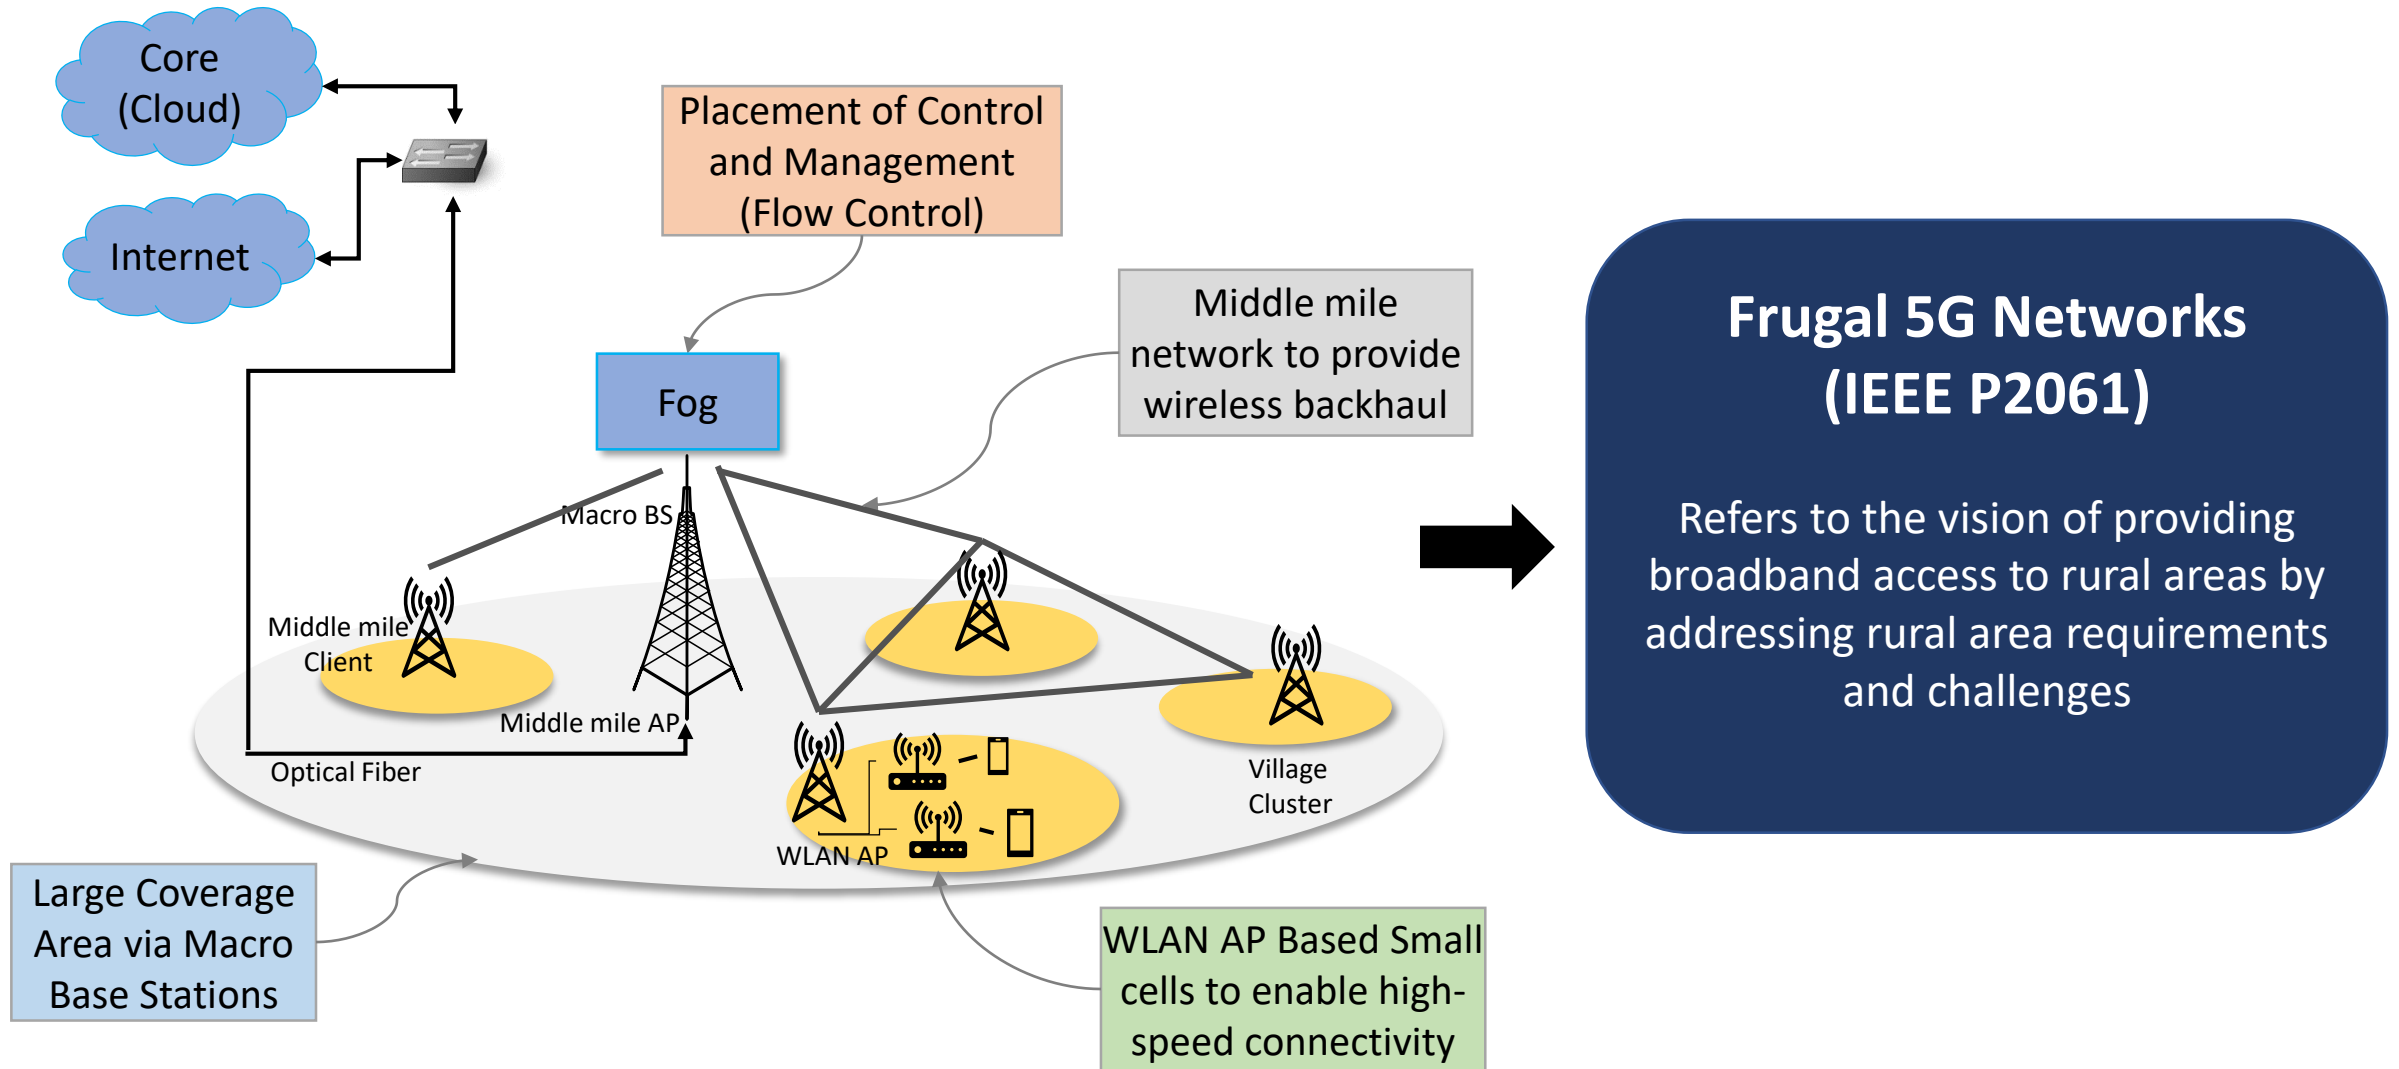 Core
(Cloud)
Internet
Placement of Control
and Management
(Flow Control)
Middle mile
network to provide
wireless backhaul
Fog
Macro BS
Middle mile
Client
Middle mile AP
Optical Fiber
WLAN AP
Village
Cluster
Large Coverage
Area via Macro
Base Stations
WLAN AP Based Small
cells to enable high-
speed connectivity
Frugal 5G Networks
(IEEE P2061)
Refers to the vision of providing
broadband access to rural areas by
addressing rural area requirements
and challenges